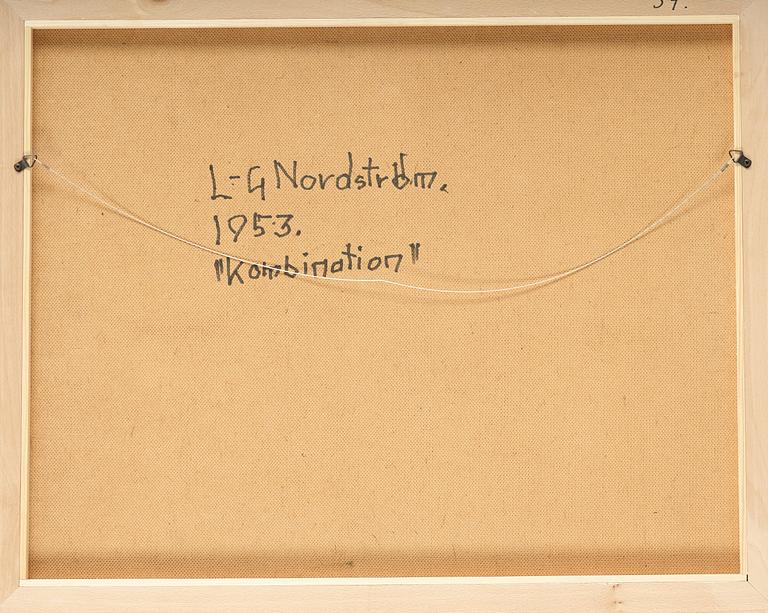 L-G Nordström.
1953.
"Kombination"